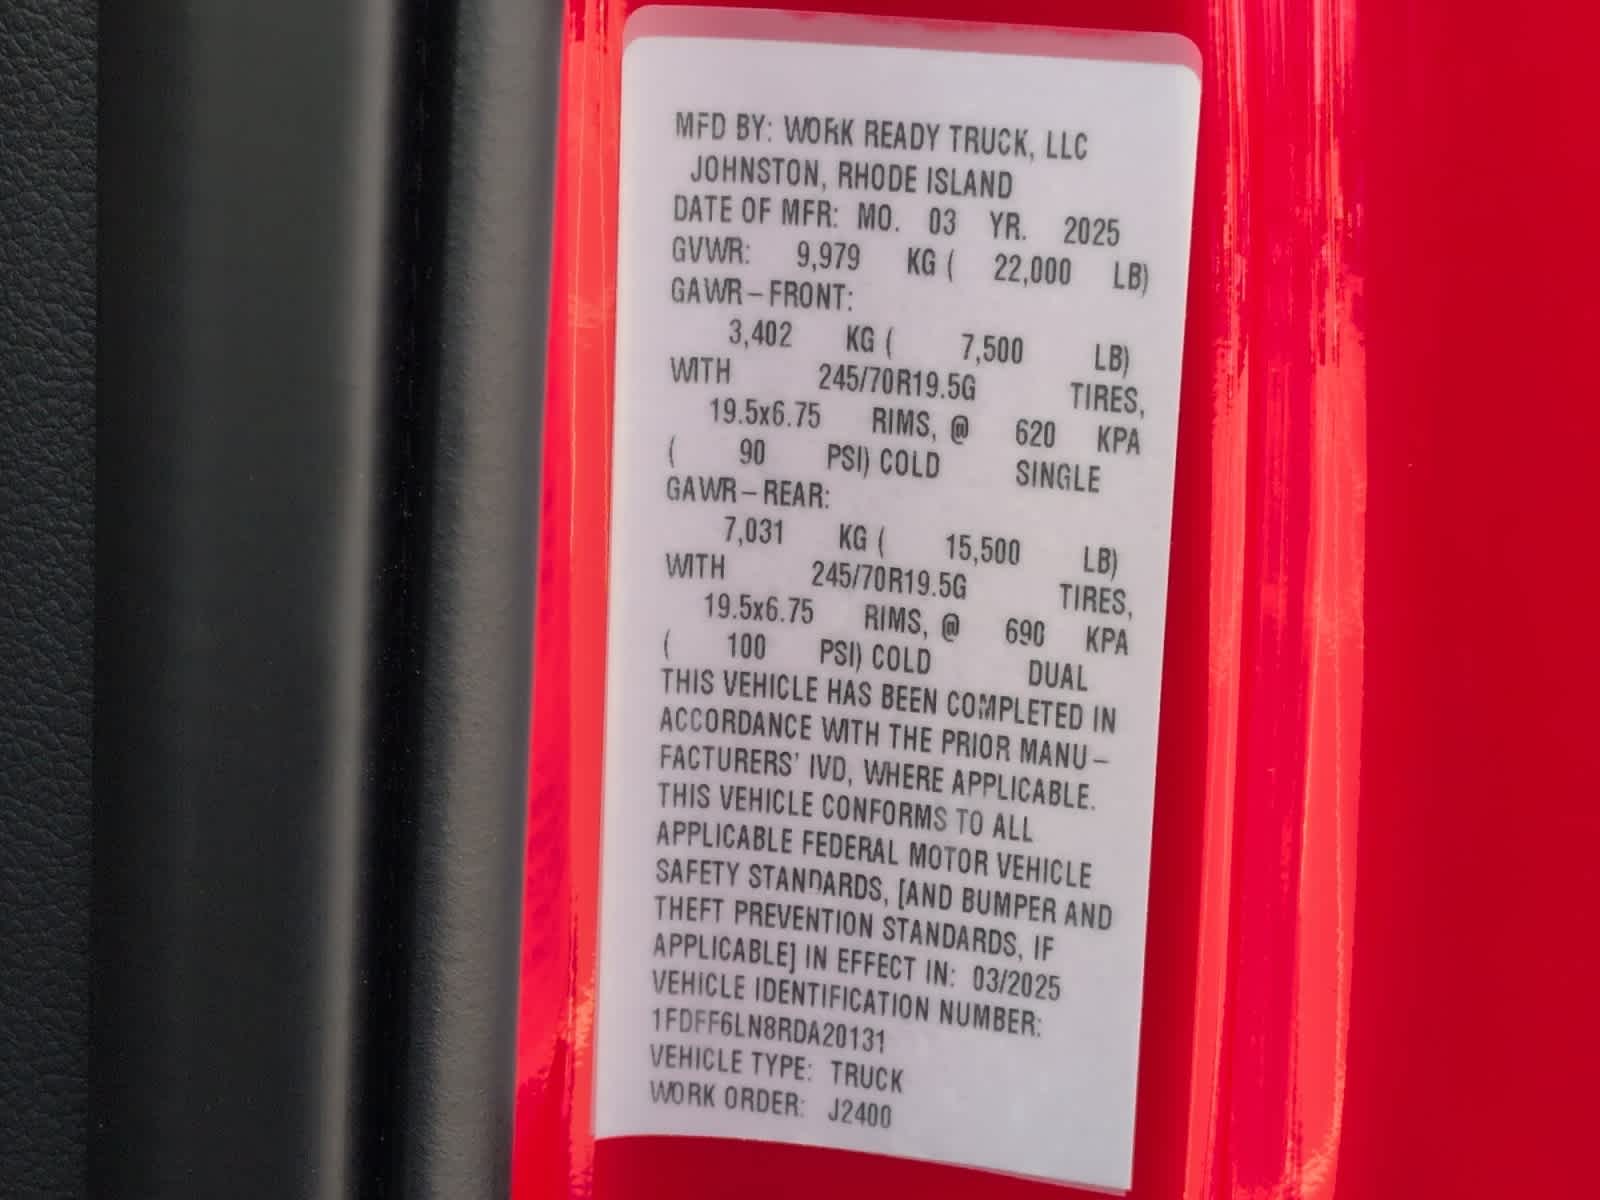 MFD BY: WORK READY TRUCK, LLC
JOHNSTON, RHODE ISLAND
DATE OF MFR: MO. 03 YR. 2025
GVWR: 9,979 KG ( 22,000 LB)
GAWR – FRONT:
3,402 KG ( 7,500 LB)
WITH 245/70R19.5G TIRES,
19.5x6.75 RIMS, @ 620 KPA
( 90 PSI) COLD SINGLE
GAWR – REAR:
7,031 KG ( 15,500 LB)
WITH 245/70R19.5G TIRES,
19.5x6.75 RIMS, @ 690 KPA
( 100 PSI) COLD DUAL
THIS VEHICLE HAS BEEN COMPLETED IN
ACCORDANCE WITH THE PRIOR MANU –
FACTURERS' IVD, WHERE APPLICABLE.
THIS VEHICLE CONFORMS TO ALL
APPLICABLE FEDERAL MOTOR VEHICLE
SAFETY STANDARDS, [AND BUMPER AND
THEFT PREVENTION STANDARDS, IF
APPLICABLE] IN EFFECT IN: 03/2025
VEHICLE IDENTIFICATION NUMBER:
1FDFF6LN8RDA20131
VEHICLE TYPE: TRUCK
WORK ORDER: J2400